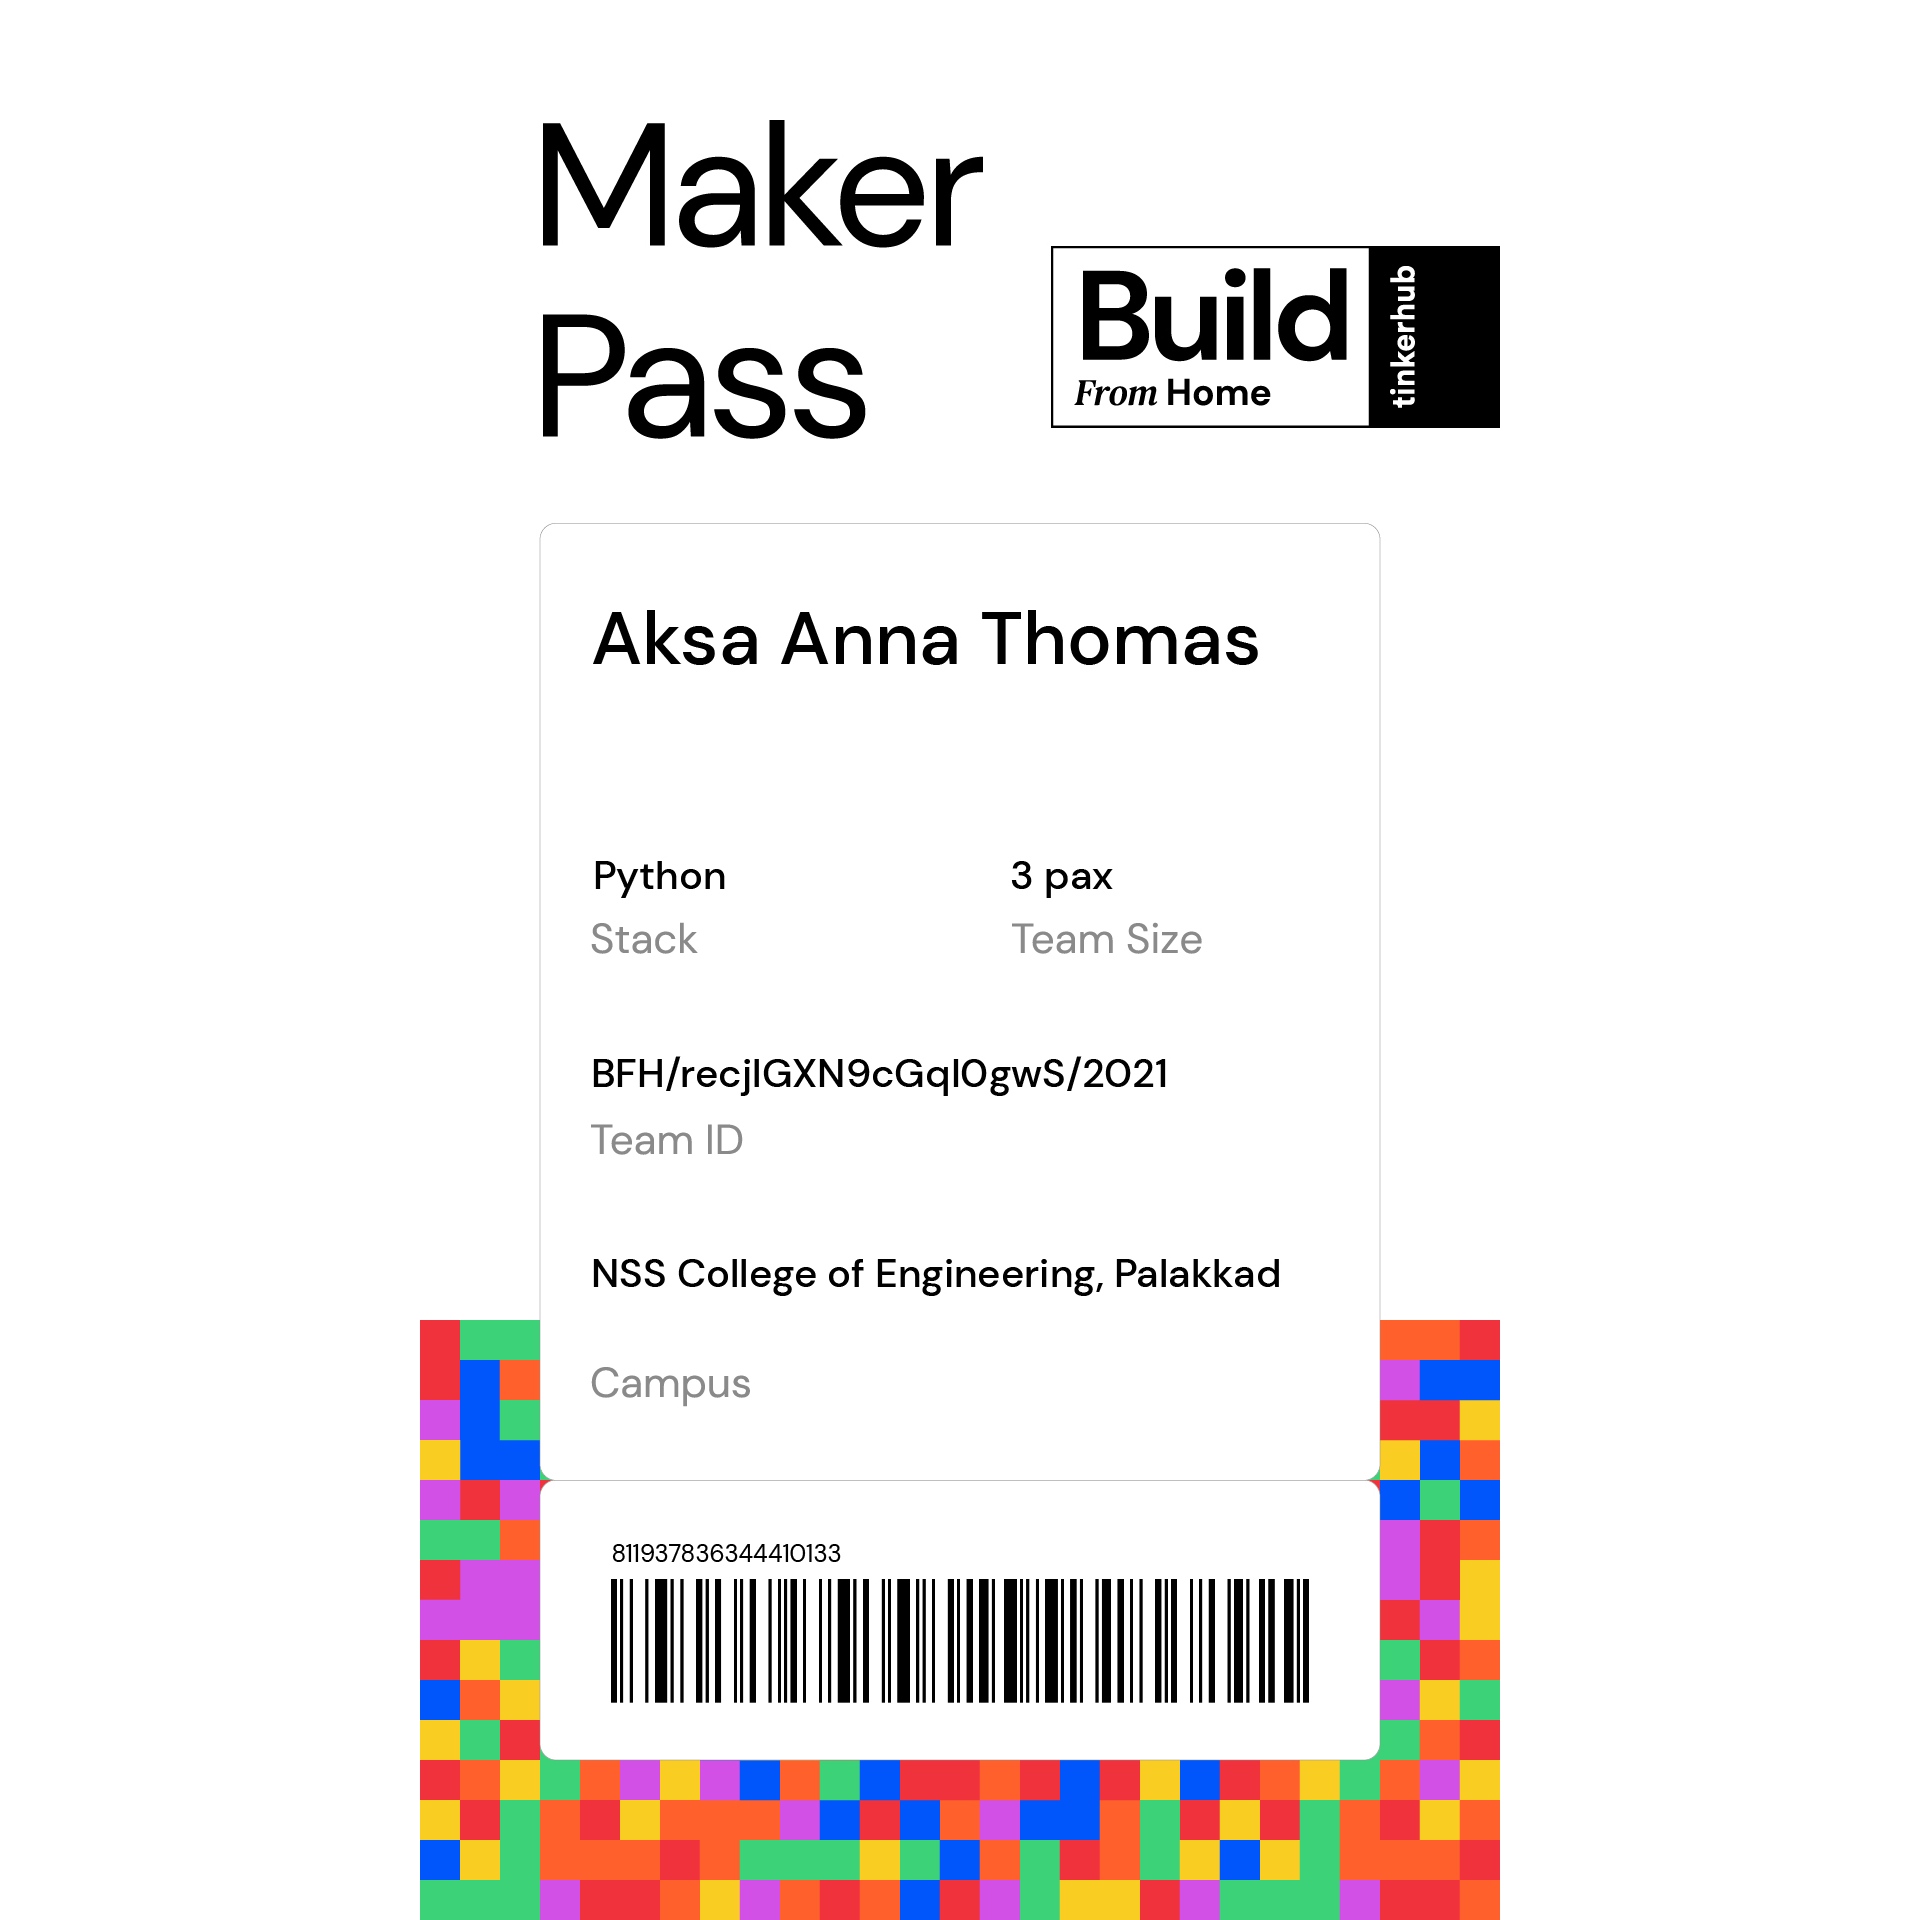 Maker
Pass
Build
From Home
tinkerhub
Aksa Anna Thomas
Python
3 pax
Stack
Team Size
BFH/recjlGXN9cGql0gwS/2021
Team ID
NSS College of Engineering, Palakkad
Campus
811937836344410133